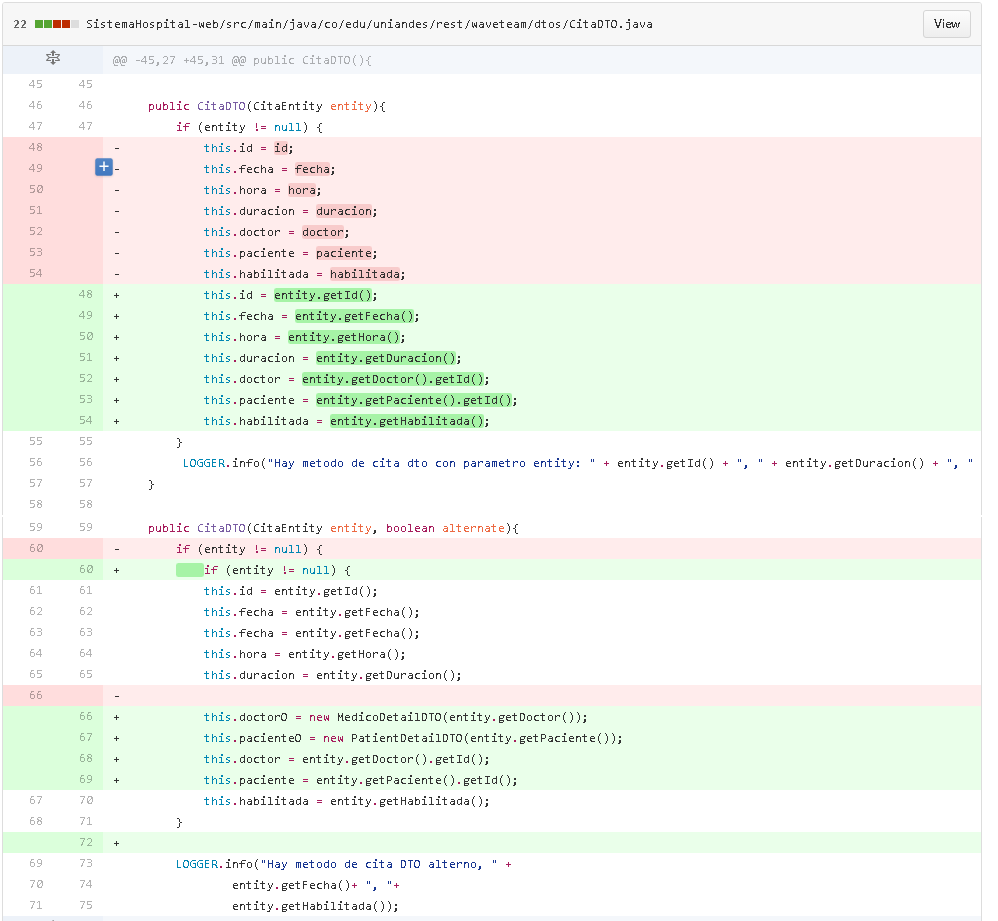 22 SistemaHospital-web/src/main/java/co/edu/uniandes/rest/waveteam/dtos/CitaDTO.java View
@@ -45,27 +45,31 @@ public CitaDTO(){
45 45
46 46 public CitaDTO(CitaEntity entity){
47 47 if (entity != null) {
48 - this.id = id;
49 + - this.fecha = fecha;
50 - this.hora = hora;
51 - this.duracion = duracion;
52 - this.doctor = doctor;
53 - this.paciente = paciente;
54 - this.habilitada = habilitada;
48 + this.id = entity.getId();
49 + this.fecha = entity.getFecha();
50 + this.hora = entity.getHora();
51 + this.duracion = entity.getDuracion();
52 + this.doctor = entity.getDoctor().getId();
53 + this.paciente = entity.getPaciente().getId();
54 + this.habilitada = entity.getHabilitada();
55 55 }
56 56 LOGGER.info("Hay metodo de cita dto con parametro entity: " + entity.getId() + ", " + entity.getDuracion() + ", "
57 57 }
58 58
59 59 public CitaDTO(CitaEntity entity, boolean alternate){
60 - if (entity != null) {
60 + if (entity != null) {
61 61 this.id = entity.getId();
62 62 this.fecha = entity.getFecha();
63 63 this.fecha = entity.getFecha();
64 64 this.hora = entity.getHora();
65 65 this.duracion = entity.getDuracion();
66 -
66 + this.doctorO = new MedicoDetailDTO(entity.getDoctor());
67 + this.pacienteO = new PatientDetailDTO(entity.getPaciente());
68 + this.doctor = entity.getDoctor().getId();
69 + this.paciente = entity.getPaciente().getId();
67 70 this.habilitada = entity.getHabilitada();
68 71 }
72 +
69 73 LOGGER.info("Hay metodo de cita DTO alterno, " +
70 74 entity.getFecha()+ ", "+
71 75 entity.getHabilitada());